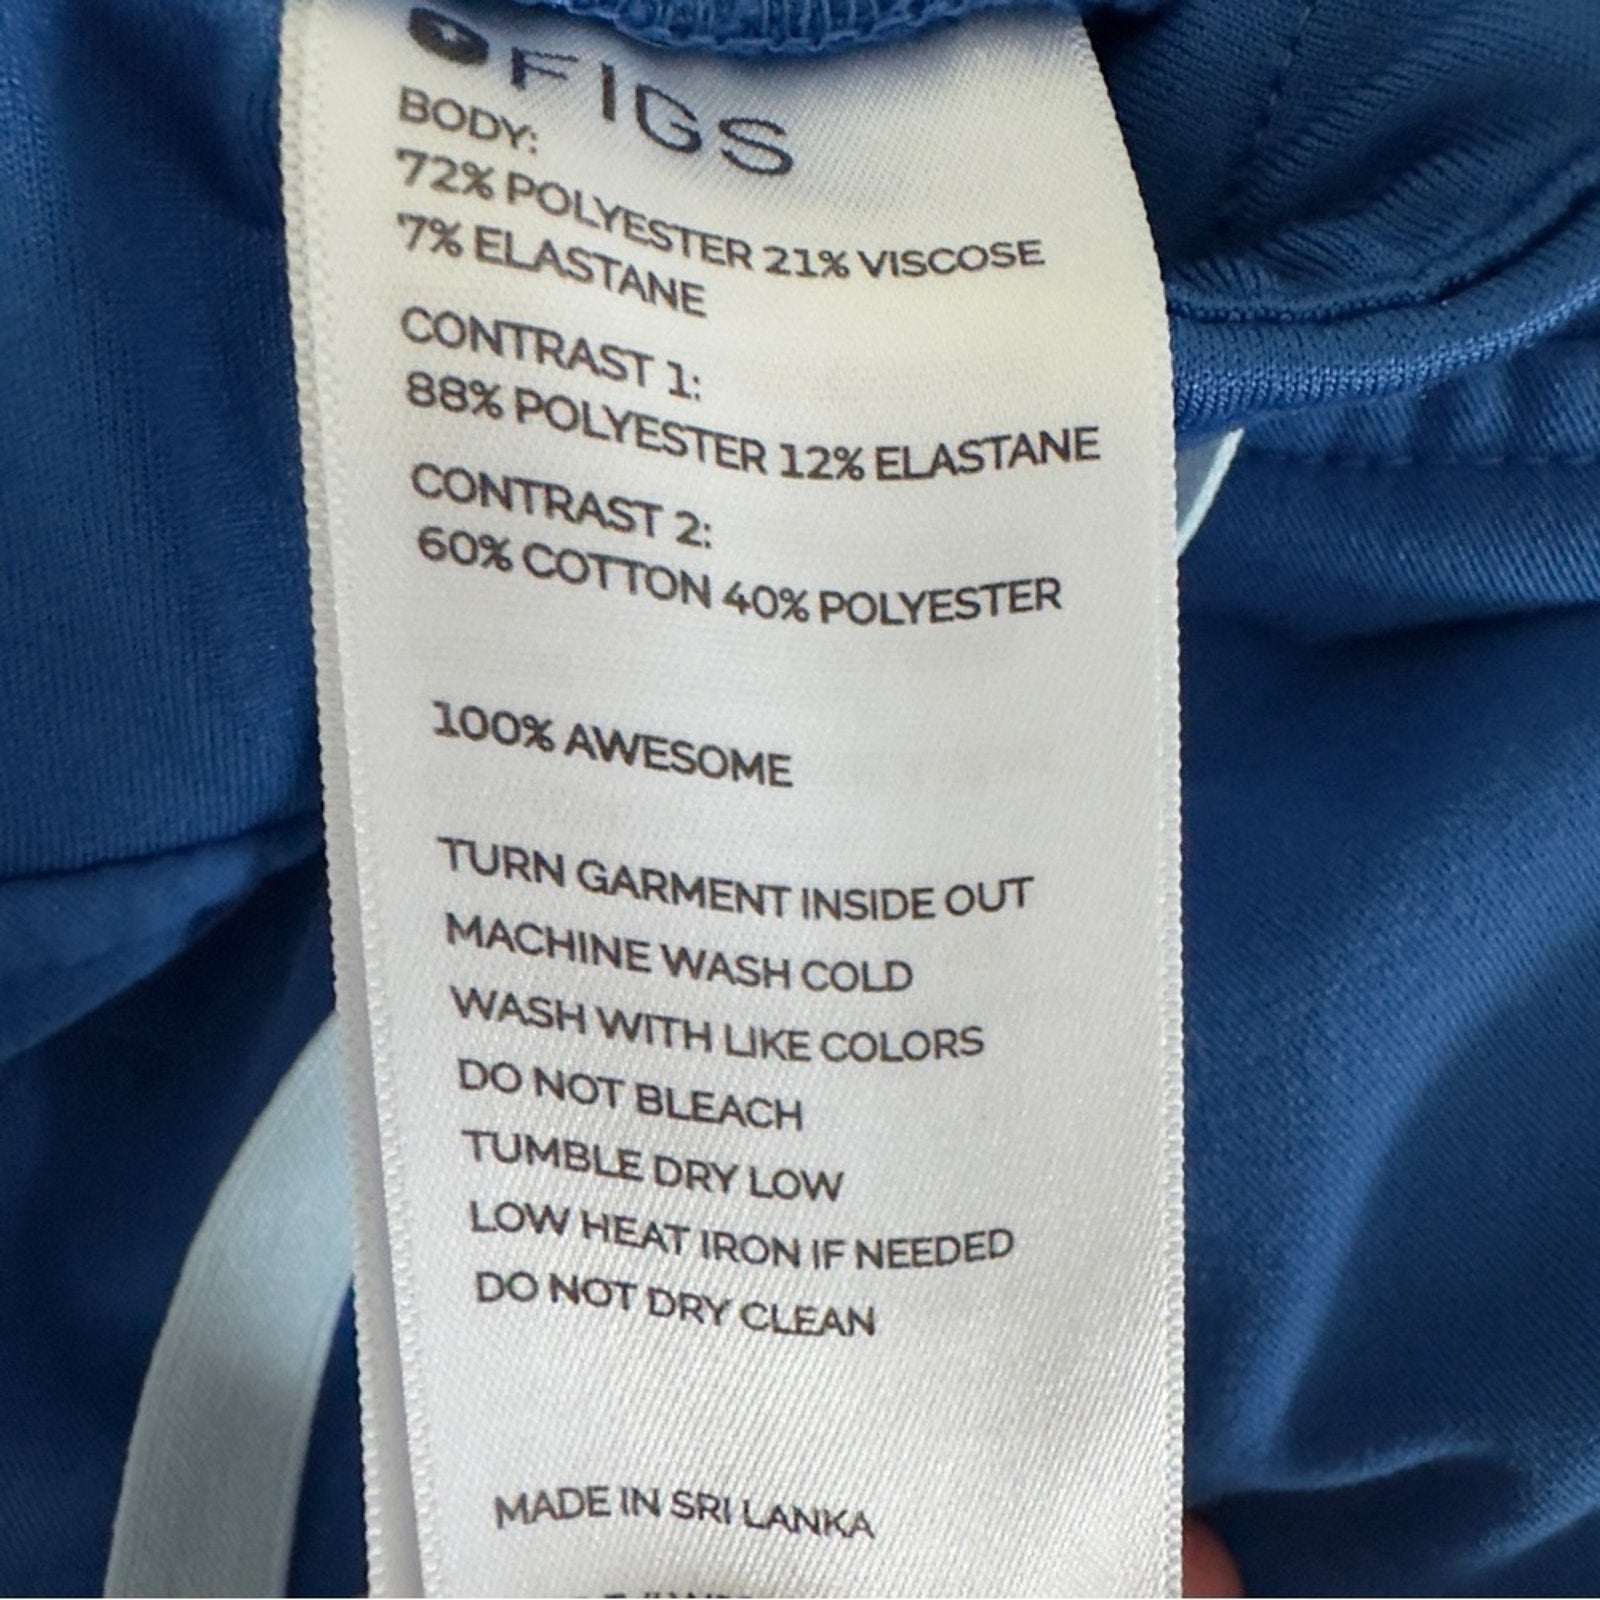 FIGS
BODY:
72% POLYESTER 21% VISCOSE
7% ELASTANE
CONTRAST 1:
88% POLYESTER 12% ELASTANE
CONTRAST 2:
60% COTTON 40% POLYESTER
100% AWESOME
TURN GARMENT INSIDE OUT
MACHINE WASH COLD
WASH WITH LIKE COLORS
DO NOT BLEACH
TUMBLE DRY LOW
LOW HEAT IRON IF NEEDED
DO NOT DRY CLEAN
MADE IN SRI LANKA